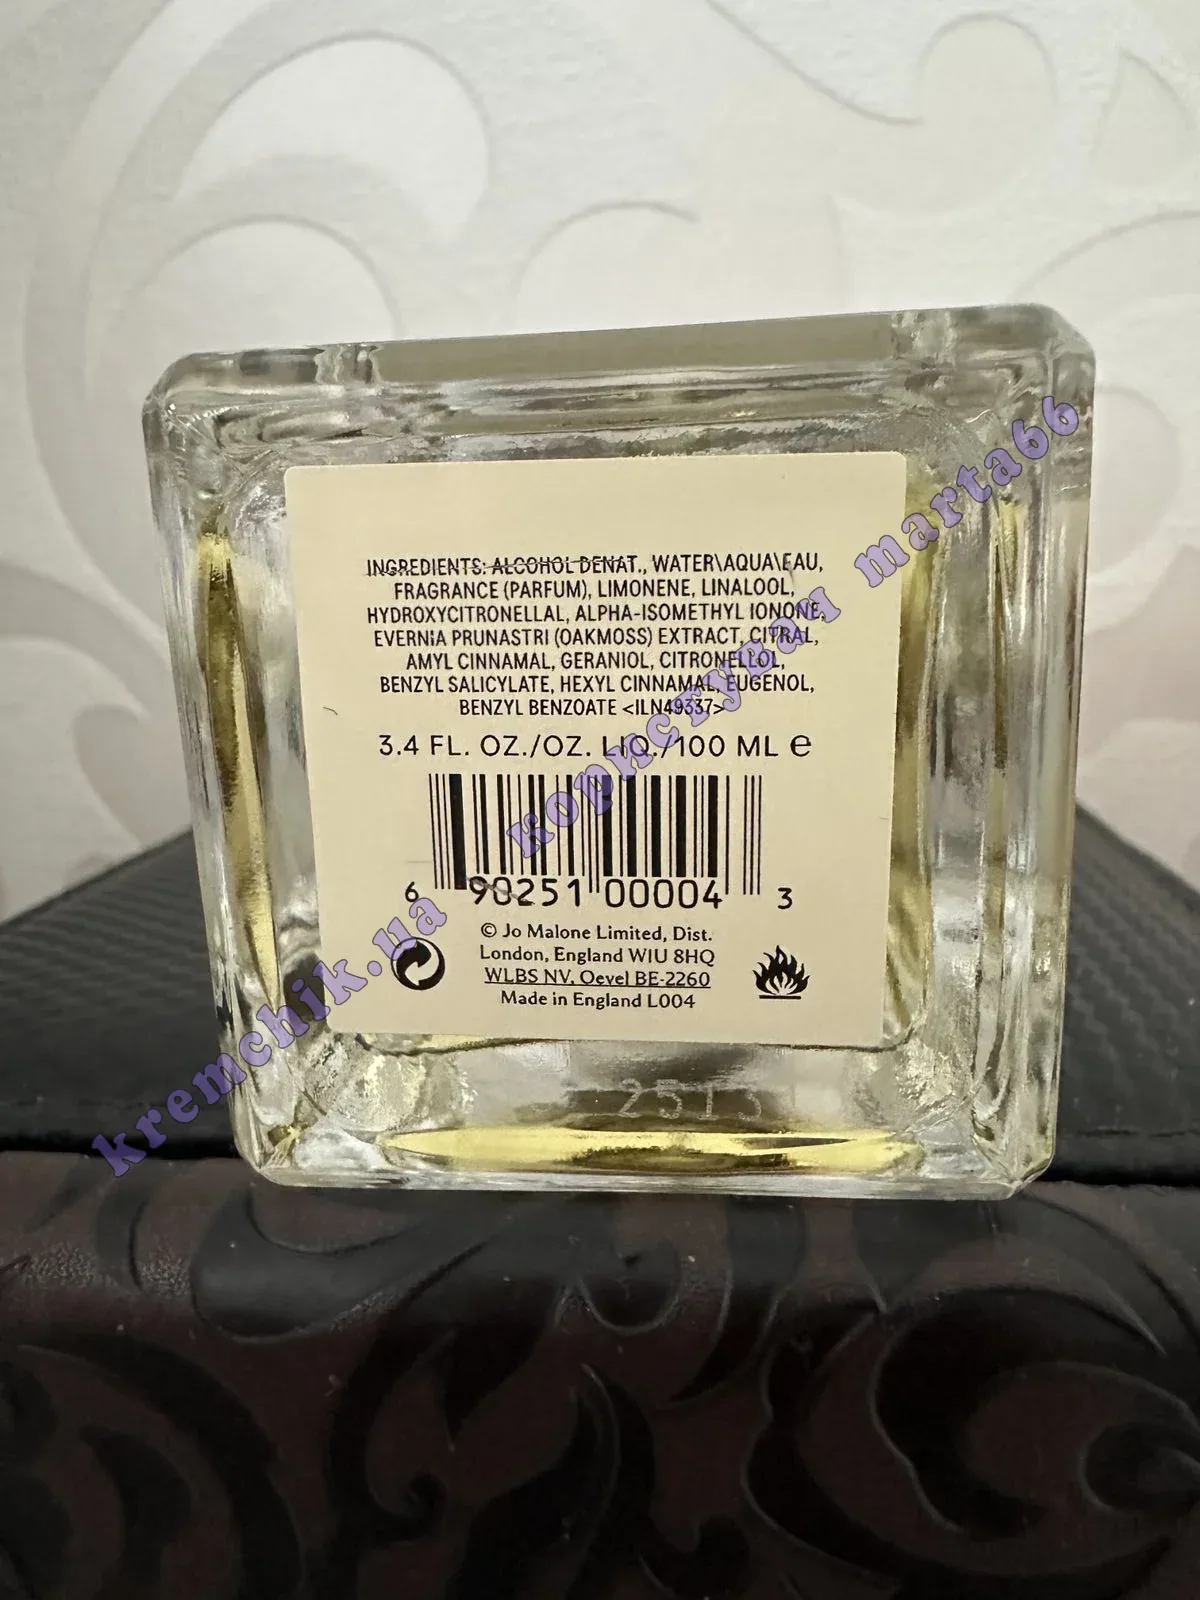 INGREDIENTS: ALCOHOL DENAT., WATER\AQUA\EAU,
FRAGRANCE (PARFUM), LIMONENE, LINALOOL,
HYDROXYCITRONELLAL, ALPHA-ISOMETHYL IONONE,
EVERNIA PRUNASTRI (OAKMOSS) EXTRACT, CITRAL,
AMYL CINNAMAL, GERANIOL, CITRONELLOL,
BENZYL SALICYLATE, HEXYL CINNAMAL, EUGENOL,
BENZYL BENZOATE <ILN49337>
3.4 FL. OZ./OZ. LIQ./100 ML e
6 90251 00004 3
© Jo Malone Limited, Dist.
London, England W1U 8HQ
WLBS NV. Oevel BE-2260
Made in England L004
2513
kremchik.ua користувач marta66